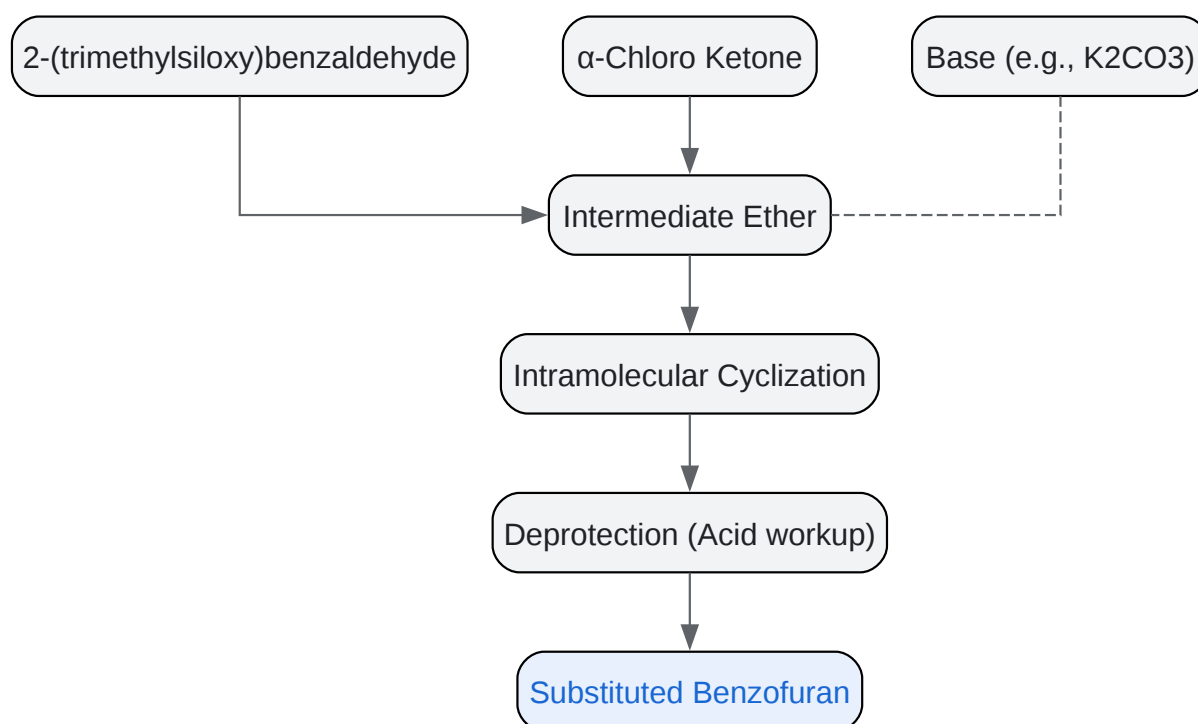 2-(trimethylsiloxy)benzaldehyde
α-Chloro Ketone
Base (e.g., K2CO3)
Intermediate Ether
Intramolecular Cyclization
Deprotection (Acid workup)
Substituted Benzofuran